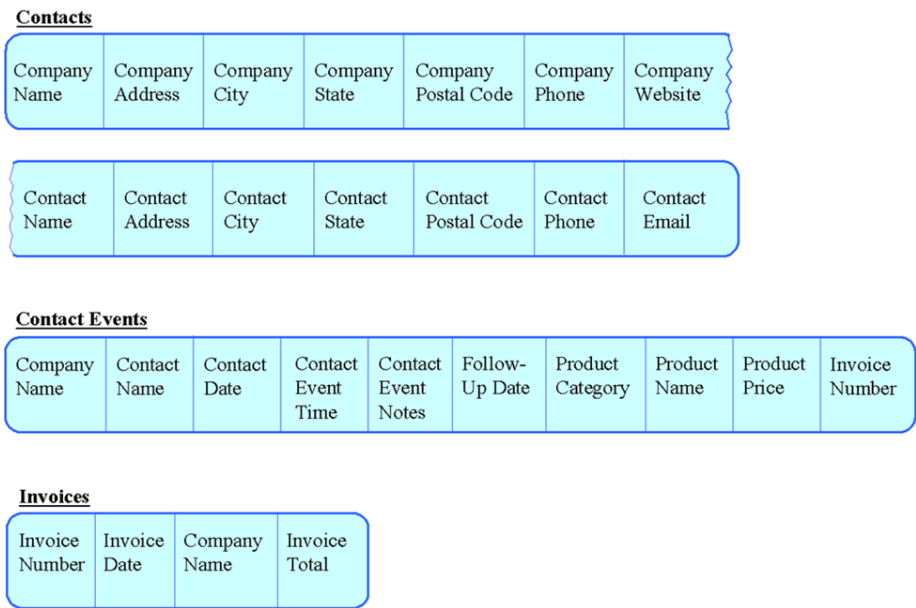 Contacts
Company Company Company Company Company Company Company
Name Address City State Postal Code Phone Website
Contact Contact Contact Contact Contact Contact Contact
Name Address City State Postal Code Phone Email
Contact Events
Company Contact Contact Contact Contact Follow- Product Product Product Invoice
Name Name Date Event Event Up Date Category Name Price Number
Time Notes
Invoices
Invoice Invoice Company Invoice
Number Date Name Total